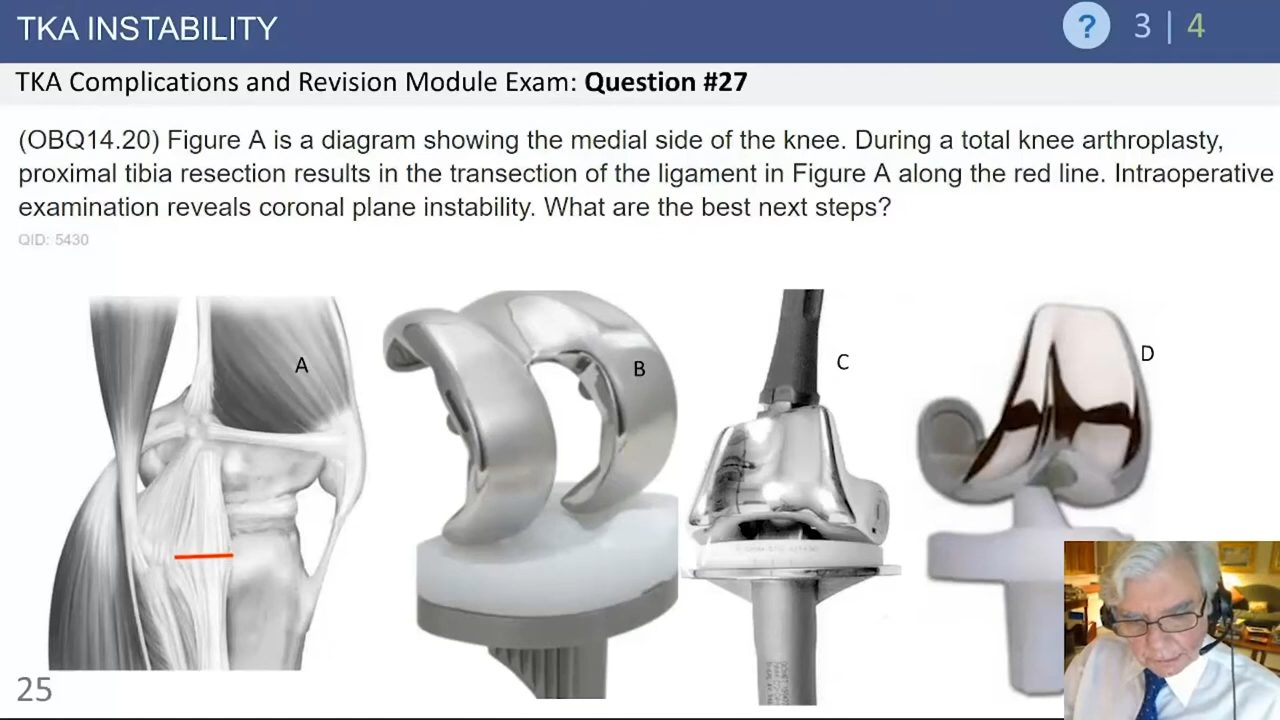 TKA INSTABILITY
? 3 | 4
TKA Complications and Revision Module Exam: Question #27
(OBQ14.20) Figure A is a diagram showing the medial side of the knee. During a total knee arthroplasty,
proximal tibia resection results in the transection of the ligament in Figure A along the red line. Intraoperative
examination reveals coronal plane instability. What are the best next steps?
QID: 5430
A
B
C
D
25